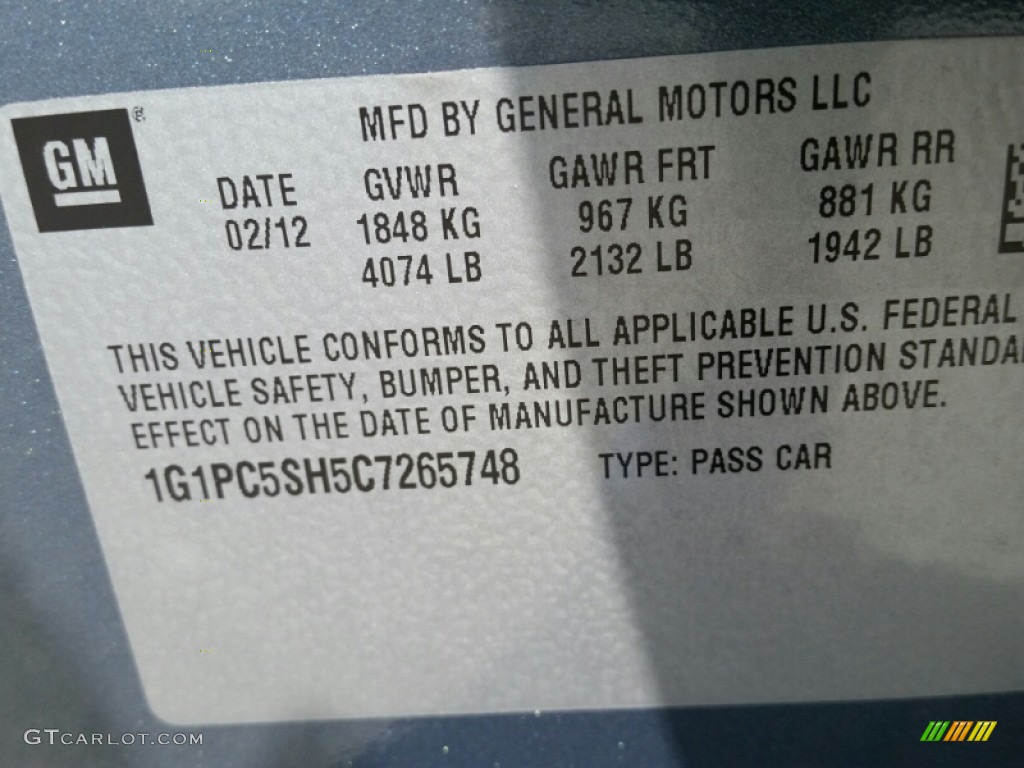 GM ®
MFD BY GENERAL MOTORS LLC
DATE GVWR GAWR FRT GAWR RR
02/12 1848 KG 967 KG 881 KG
4074 LB 2132 LB 1942 LB
THIS VEHICLE CONFORMS TO ALL APPLICABLE U.S. FEDERAL
VEHICLE SAFETY, BUMPER, AND THEFT PREVENTION STANDA
EFFECT ON THE DATE OF MANUFACTURE SHOWN ABOVE.
1G1PC5SH5C7265748 TYPE: PASS CAR
GTCARLOT.COM